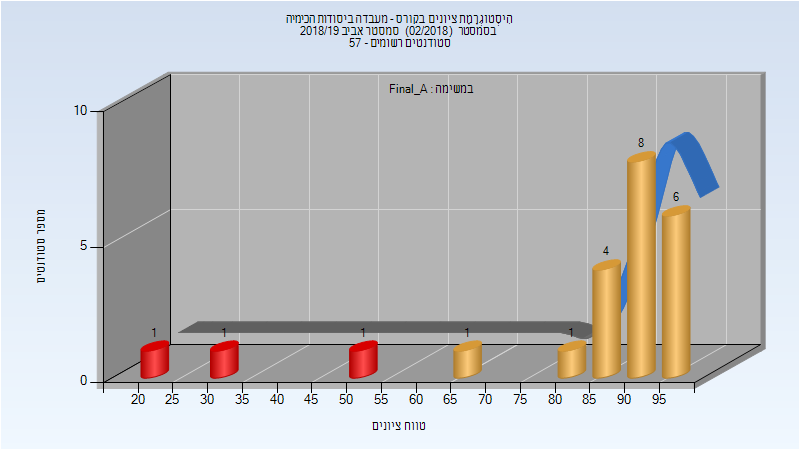 היסטוגרמת ציונים בקורס - מעבדה ביסודות הכימיה
בסמסטר (02/2018) סמסטר אביב 2018/19
סטודנטים רשומים - 57
במשימה : Final_A
מספר סטודנטים
10
5
0
1
1
1
1
1
4
8
6
20 25 30 35 40 45 50 55 60 65 70 75 80 85 90 95
טווח ציונים